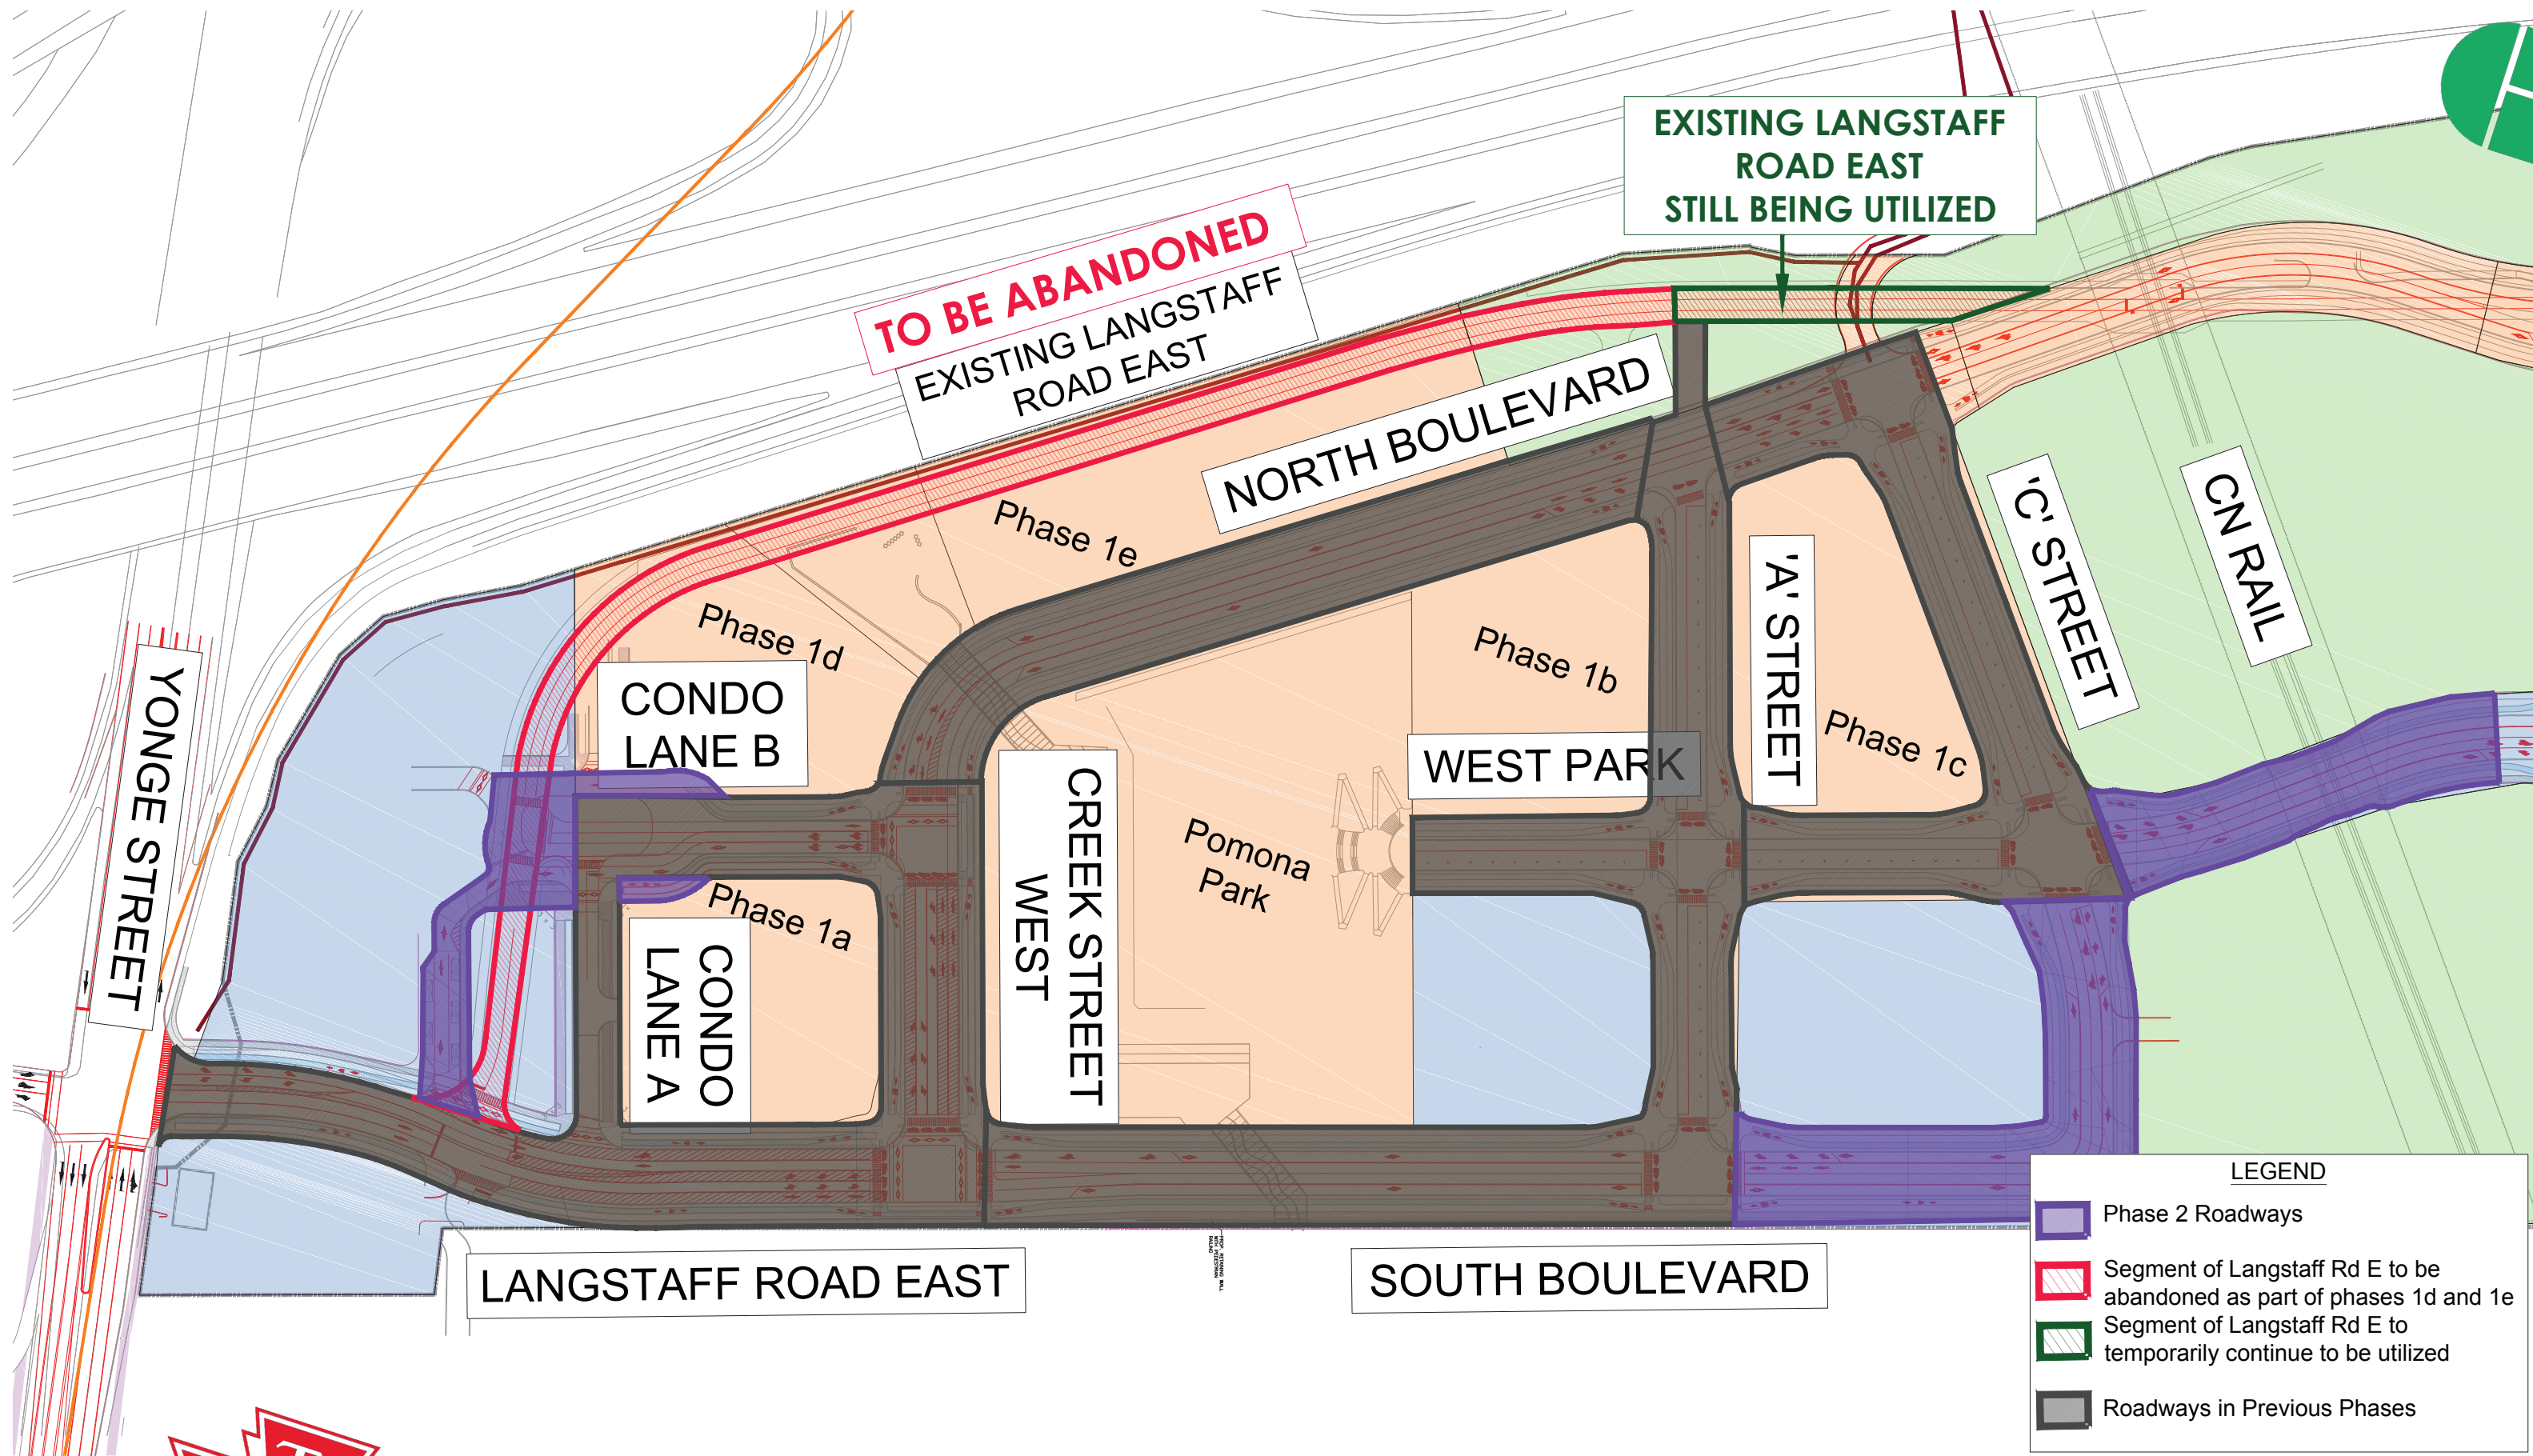 EXISTING LANGSTAFF
ROAD EAST
STILL BEING UTILIZED
TO BE ABANDONED
EXISTING LANGSTAFF
ROAD EAST
NORTH BOULEVARD
Phase 1e
Phase 1d
CONDO
LANE B
YONGE STREET
Phase 1b
'A' STREET
'C' STREET
CN RAIL
WEST PARK
Phase 1c
CREEK STREET
WEST
Pomona
Park
Phase 1a
CONDO
LANE A
LANGSTAFF ROAD EAST
SOUTH BOULEVARD
LEGEND
Phase 2 Roadways
Segment of Langstaff Rd E to be
abandoned as part of phases 1d and 1e
Segment of Langstaff Rd E to
temporarily continue to be utilized
Roadways in Previous Phases